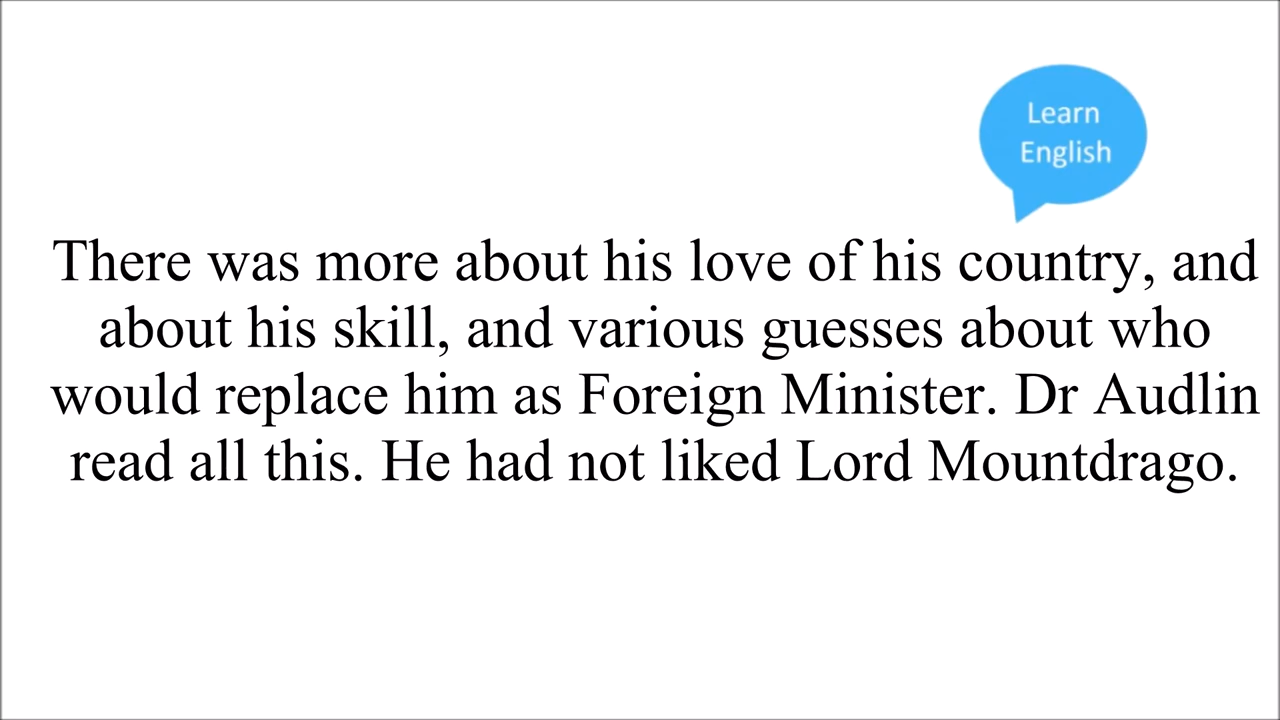 Learn
English
There was more about his love of his country, and
about his skill, and various guesses about who
would replace him as Foreign Minister. Dr Audlin
read all this. He had not liked Lord Mountdrago.